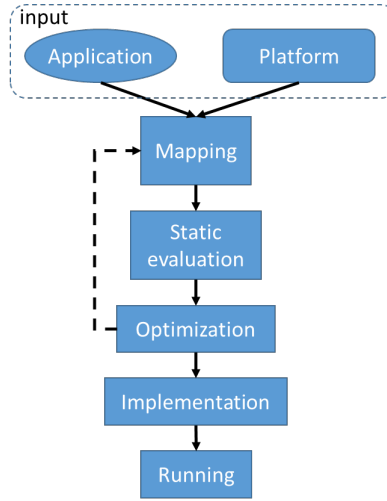 input
Application
Platform
Mapping
Static
evaluation
Optimization
Implementation
Running